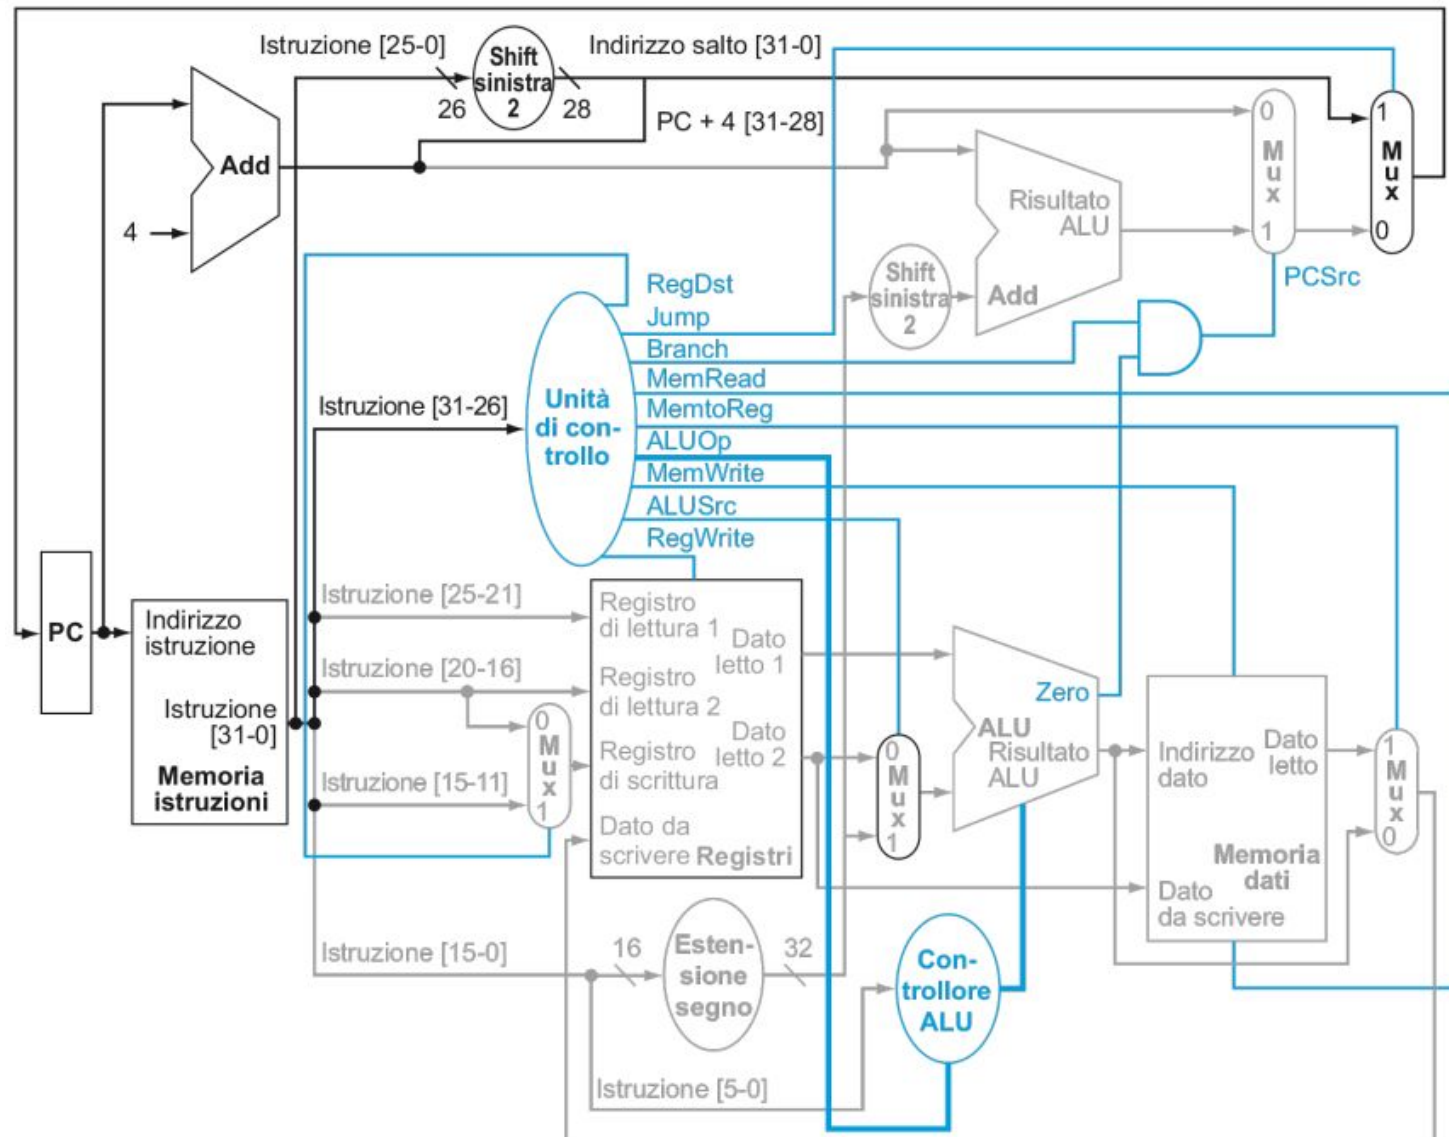 Istruzione [25-0]
Shift
sinistra
2
26
28
Indirizzo salto [31-0]
PC + 4 [31-28]
Add
4
0
M
u
x
1
1
M
u
x
0
Risultato
ALU
Add
Shift
sinistra
2
PCSrc
RegDst
Jump
Branch
MemRead
MemtoReg
ALUOp
MemWrite
ALUSrc
RegWrite
Unità
di con-
trollo
Istruzione [31-26]
PC
Indirizzo
istruzione
Istruzione
[31-0]
Memoria
istruzioni
Istruzione [25-21]
Istruzione [20-16]
Istruzione [15-11]
0
M
u
x
1
Registro
di lettura 1
Registro
di lettura 2
Registro
di scrittura
Dato da
scrivere
Registri
Dato
letto 1
Dato
letto 2
0
M
u
x
1
Zero
ALU
Risultato
ALU
Indirizzo
dato
Dato
letto
Memoria
dati
Dato
da scrivere
1
M
u
x
0
Istruzione [15-0]
16
Esten-
sione
segno
32
Con-
trollore
ALU
Istruzione [5-0]